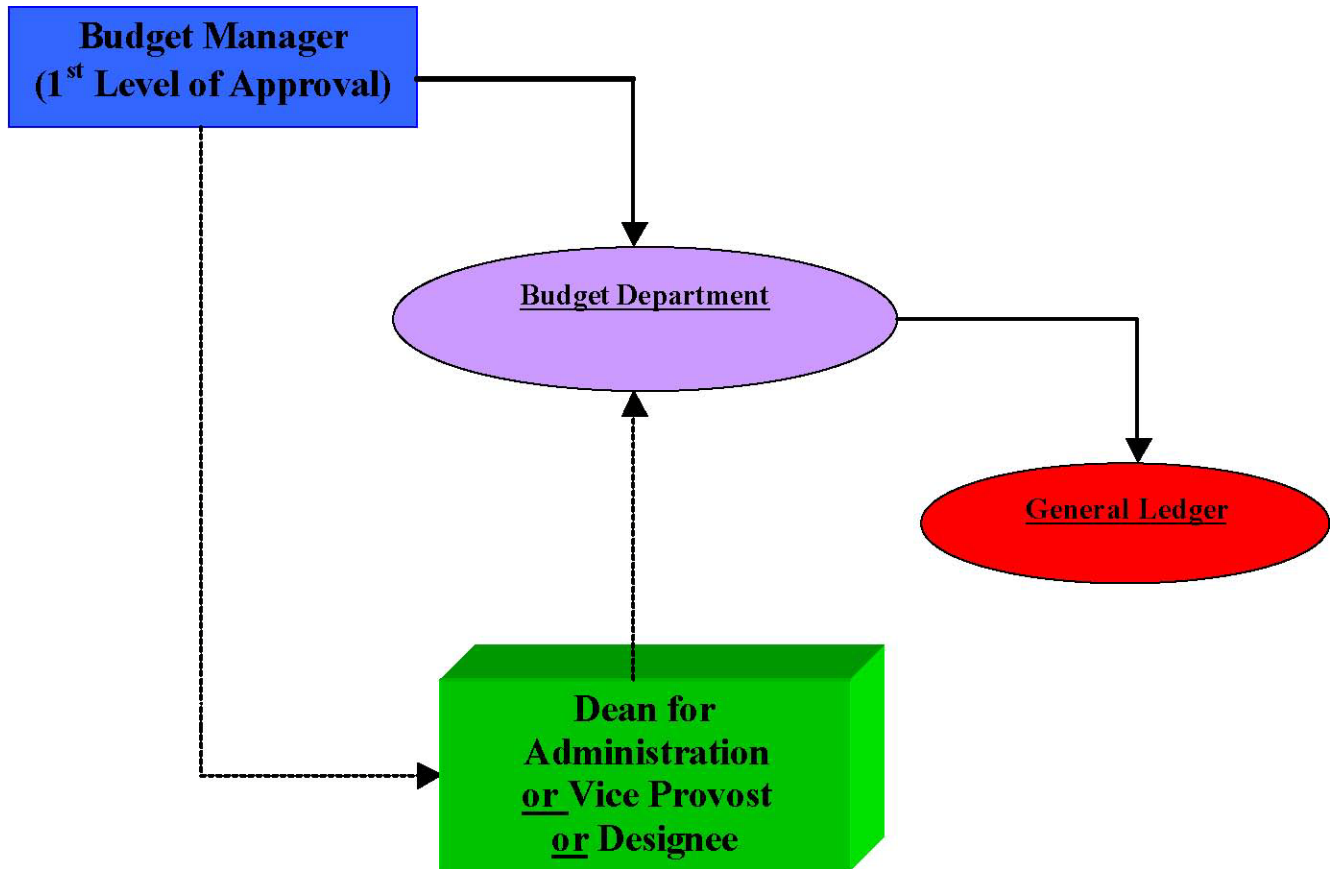 Budget Manager
(1st Level of Approval)
Budget Department
General Ledger
Dean for
Administration
or Vice Provost
or Designee